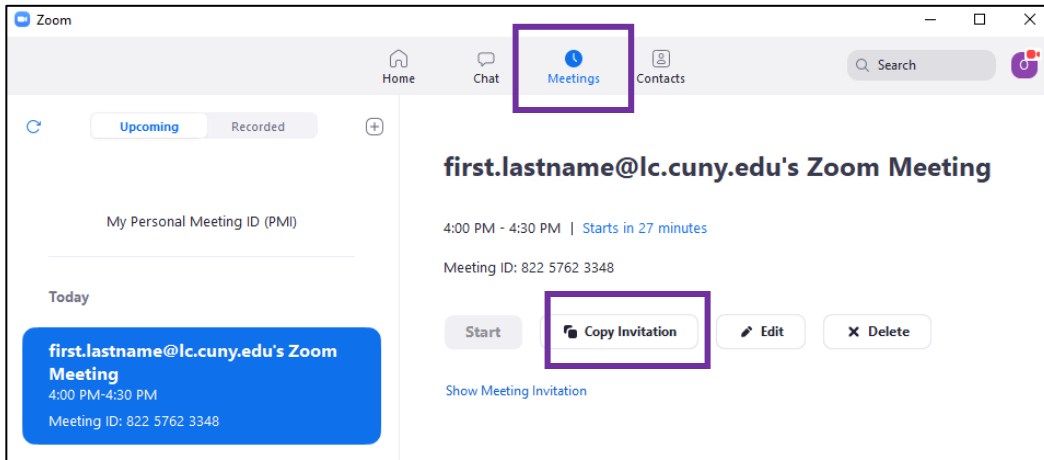 Zoom
Home
Chat
Meetings
Contacts
Search
Upcoming
Recorded
My Personal Meeting ID (PMI)
Today
first.lastname@lc.cuny.edu's Zoom
Meeting
4:00 PM-4:30 PM
Meeting ID: 822 5762 3348
first.lastname@lc.cuny.edu's Zoom Meeting
4:00 PM - 4:30 PM | Starts in 27 minutes
Meeting ID: 822 5762 3348
Start
Copy Invitation
Edit
Delete
Show Meeting Invitation